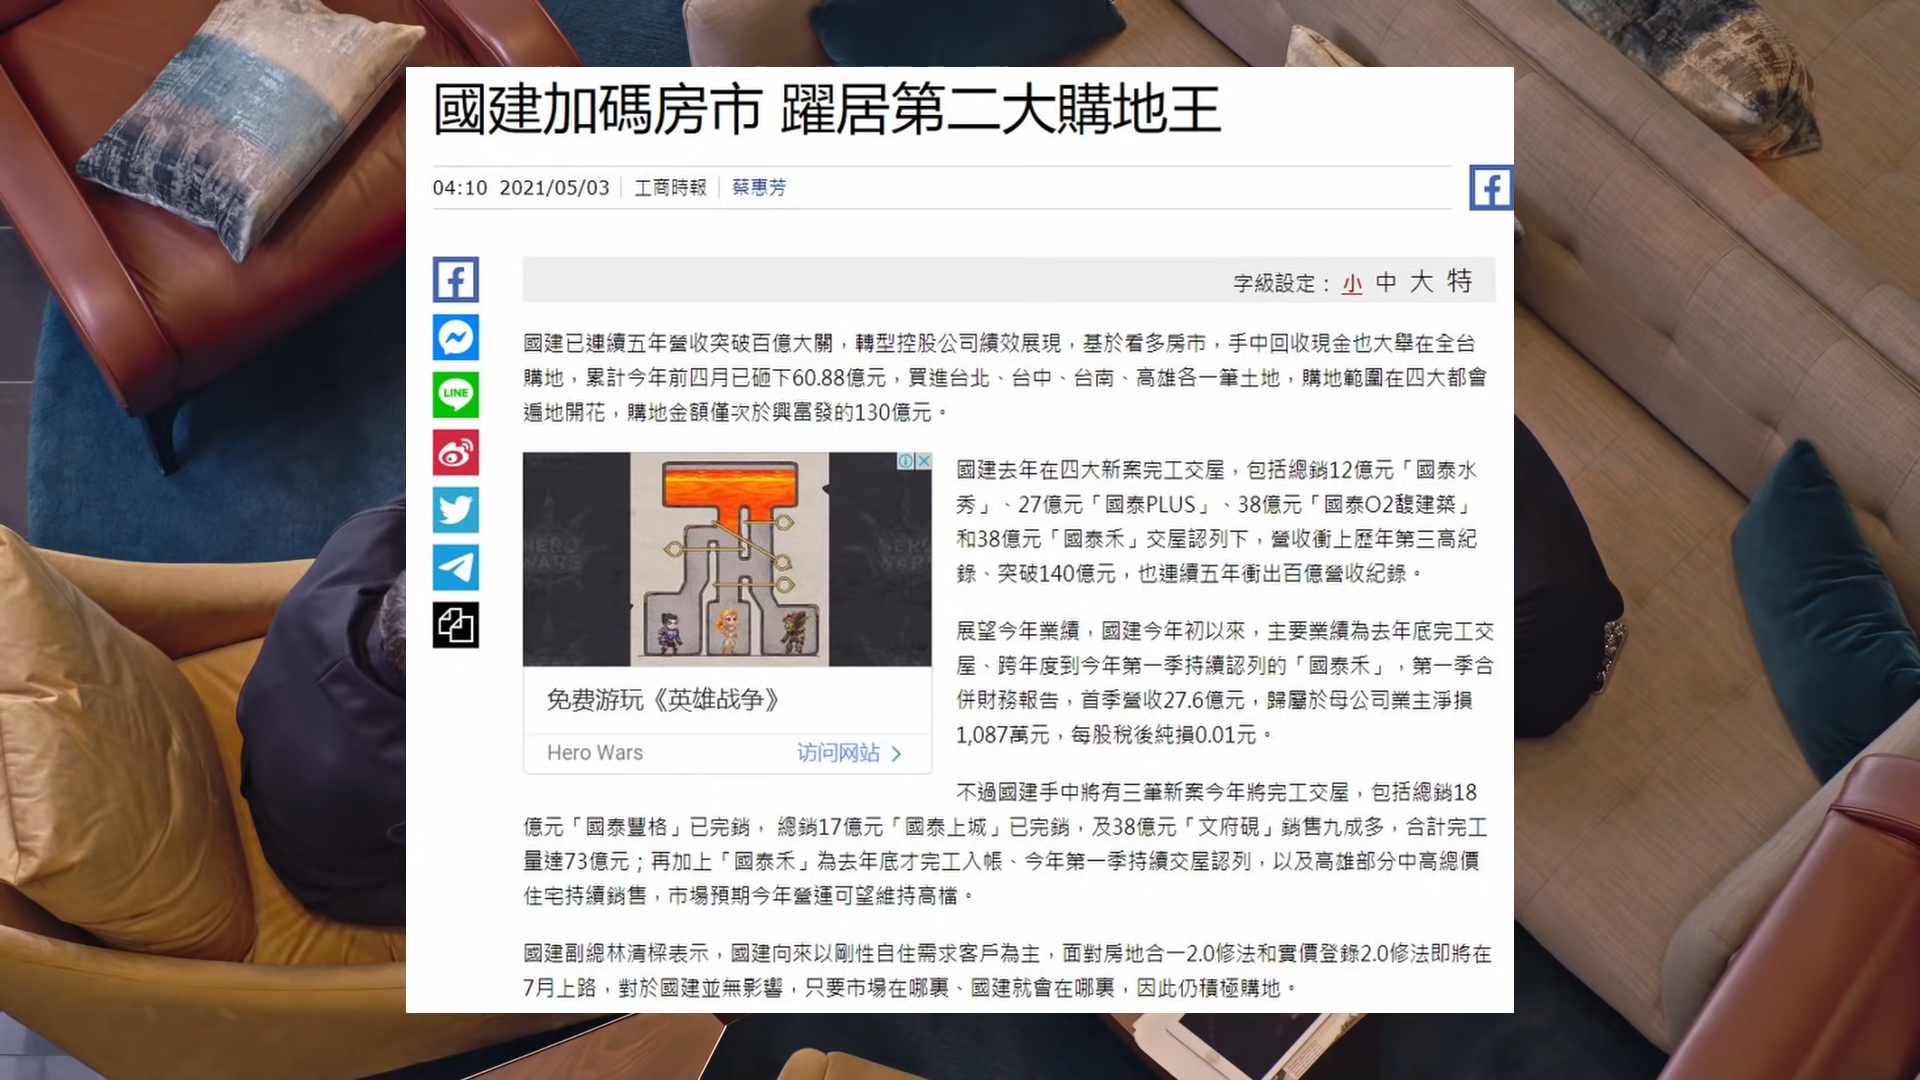 國建加碼房市 躍居第二大購地王
04:10 2021/05/03 工商時報 蔡惠芳
字級設定：小 中 大 特
國建已連續五年營收突破百億大關，轉型控股公司績效展現，基於看多房市，手中回收現金也大舉在全台
購地，累計今年前四月已砸下60.88億元，買進台北、台中、台南、高雄各一筆土地，購地範圍在四大都會
遍地開花，購地金額僅次於興富發的130億元。
國建去年在四大新案完工交屋，包括總銷12億元「國泰水
秀」、27億元「國泰PLUS」、38億元「國泰O2馥建築」
和38億元「國泰禾」交屋認列下，營收衝上歷年第三高紀
錄、突破140億元，也連續五年衝出百億營收紀錄。
展望今年業績，國建今年初以來，主要業績為去年底完工交
屋、跨年度到今年第一季持續認列的「國泰禾」，第一季合
併財務報告，首季營收27.6億元，歸屬於母公司業主淨損
1,087萬元，每股稅後純損0.01元。
LINE
HERO WARS
免费游玩《英雄战争》
Hero Wars 访问网站
不過國建手中將有三筆新案今年將完工交屋，包括總銷18
億元「國泰豐格」已完銷， 總銷17億元「國泰上城」已完銷，及38億元「文府硯」銷售九成多，合計完工
量達73億元；再加上「國泰禾」為去年底才完工入帳、今年第一季持續交屋認列，以及高雄部分中高總價
住宅持續銷售，市場預期今年營運可望維持高檔。
國建副總林清樑表示，國建向來以剛性自住需求客戶為主，面對房地合一2.0修法和實價登錄2.0修法即將在
7月上路，對於國建並無影響，只要市場在哪裏、國建就會在哪裏，因此仍積極購地。